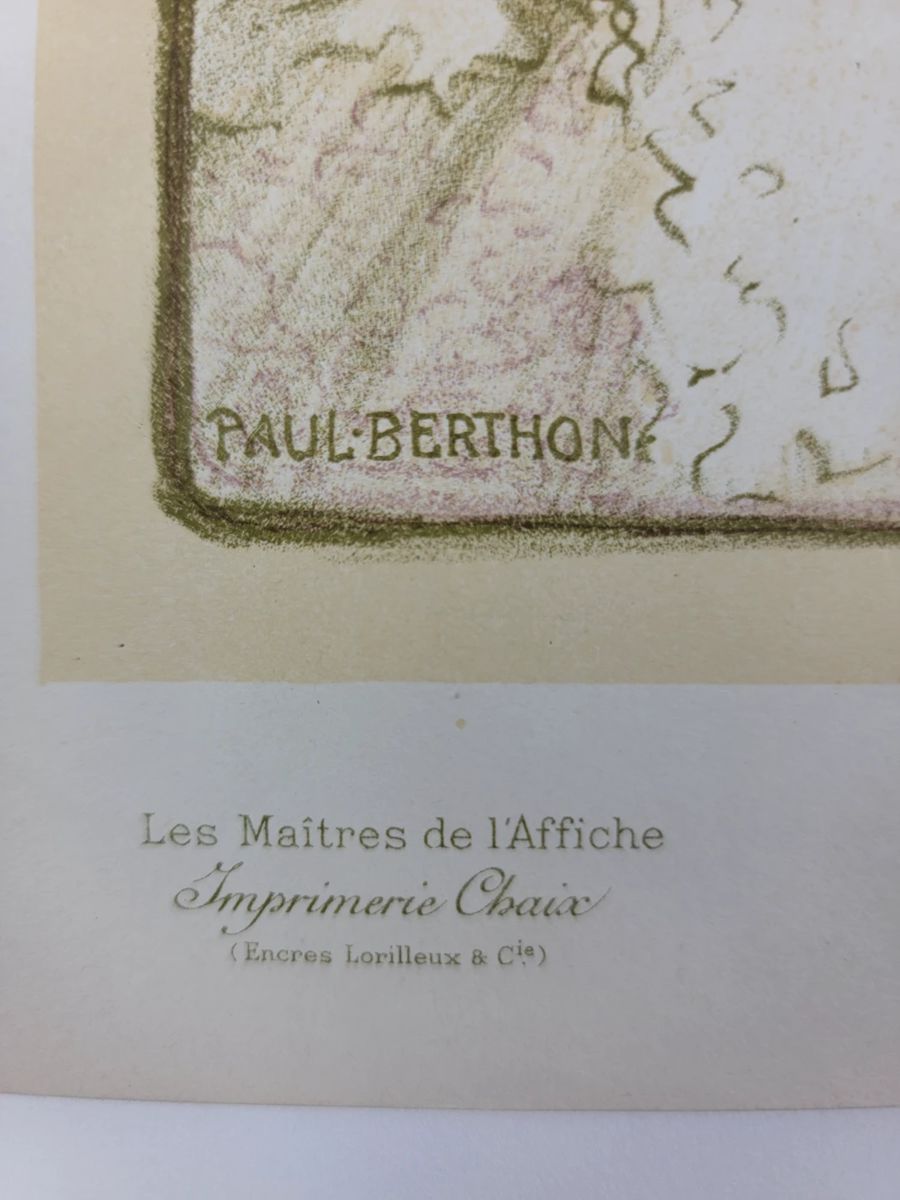 PAUL·BERTHON·
Les Maîtres de l'Affiche
Imprimerie Chaix
(Encres Lorilleux & Cie)